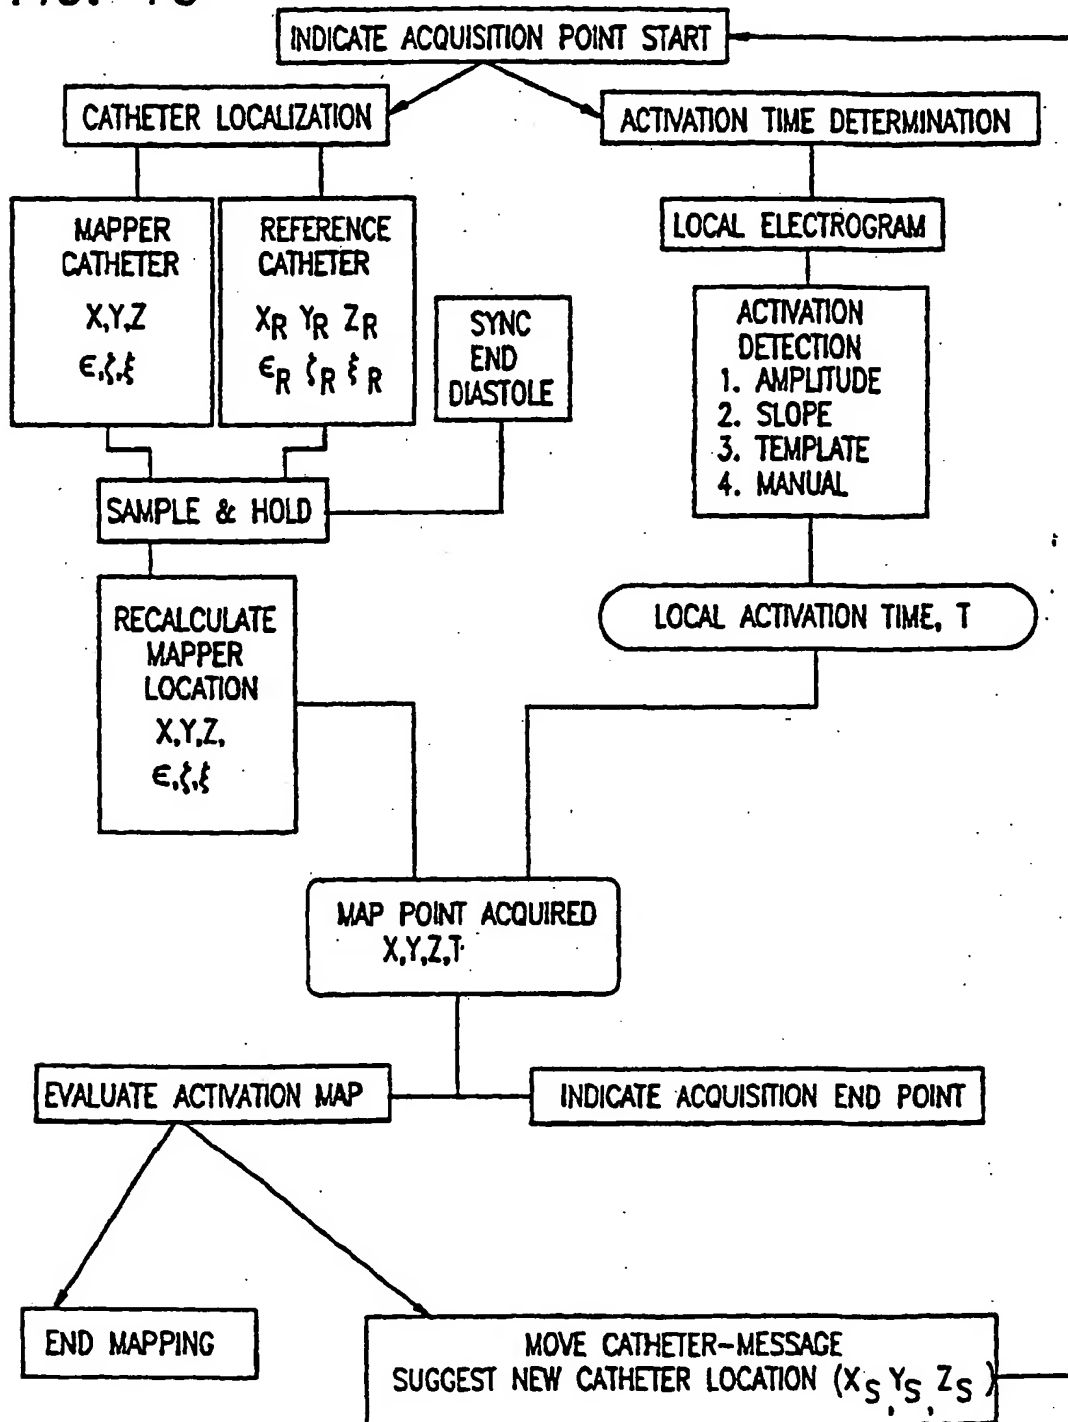 INDICATE ACQUISITION POINT START
CATHETER LOCALIZATION
ACTIVATION TIME DETERMINATION
MAPPER
CATHETER
X,Y,Z
ϵ,ζ,ξ
REFERENCE
CATHETER
XR YR ZR
ϵR ζR ξR
SYNC
END
DIASTOLE
LOCAL ELECTROGRAM
ACTIVATION
DETECTION
1. AMPLITUDE
2. SLOPE
3. TEMPLATE
4. MANUAL
SAMPLE & HOLD
RECALCULATE
MAPPER
LOCATION
X,Y,Z,
ϵ,ζ,ξ
LOCAL ACTIVATION TIME, T
MAP POINT ACQUIRED
X,Y,Z,T
EVALUATE ACTIVATION MAP
INDICATE ACQUISITION END POINT
END MAPPING
MOVE CATHETER-MESSAGE
SUGGEST NEW CATHETER LOCATION (XS, YS, ZS)